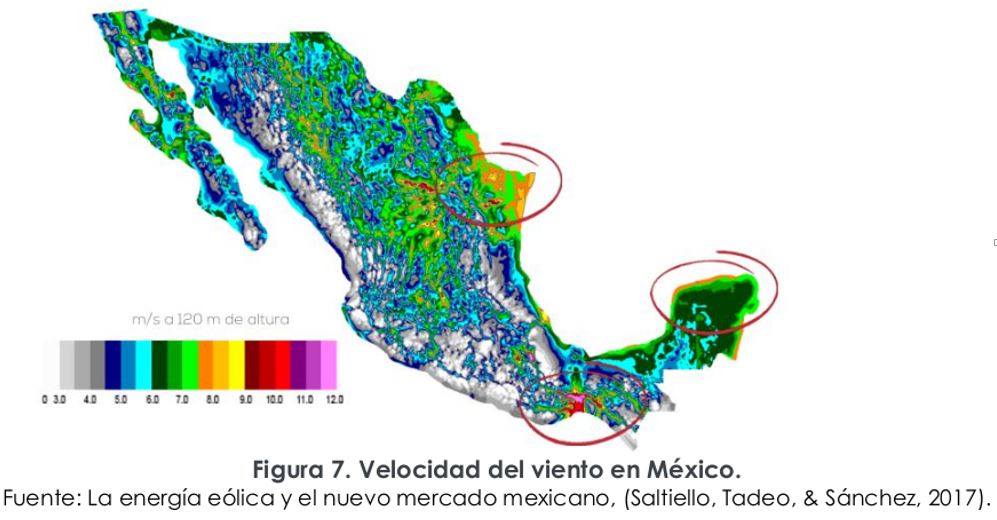 m/s a 120 m de altura
0 3.0 4.0 5.0 6.0 7.0 8.0 9.0 10.0 11.0 12.0
Figura 7. Velocidad del viento en México.
Fuente: La energía eólica y el nuevo mercado mexicano, (Saltiello, Tadeo, & Sánchez, 2017).